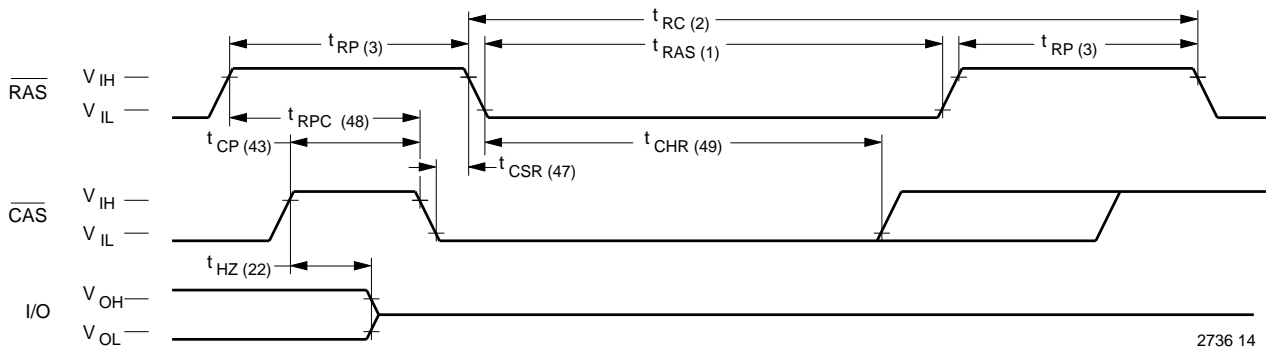 t RC (2)
t RP (3)
t RAS (1)
t RP (3)
RAS
V IH
V IL
t RPC (48)
t CP (43)
t CHR (49)
t CSR (47)
CAS
V IH
V IL
t HZ (22)
I/O
V OH
V OL
2736 14